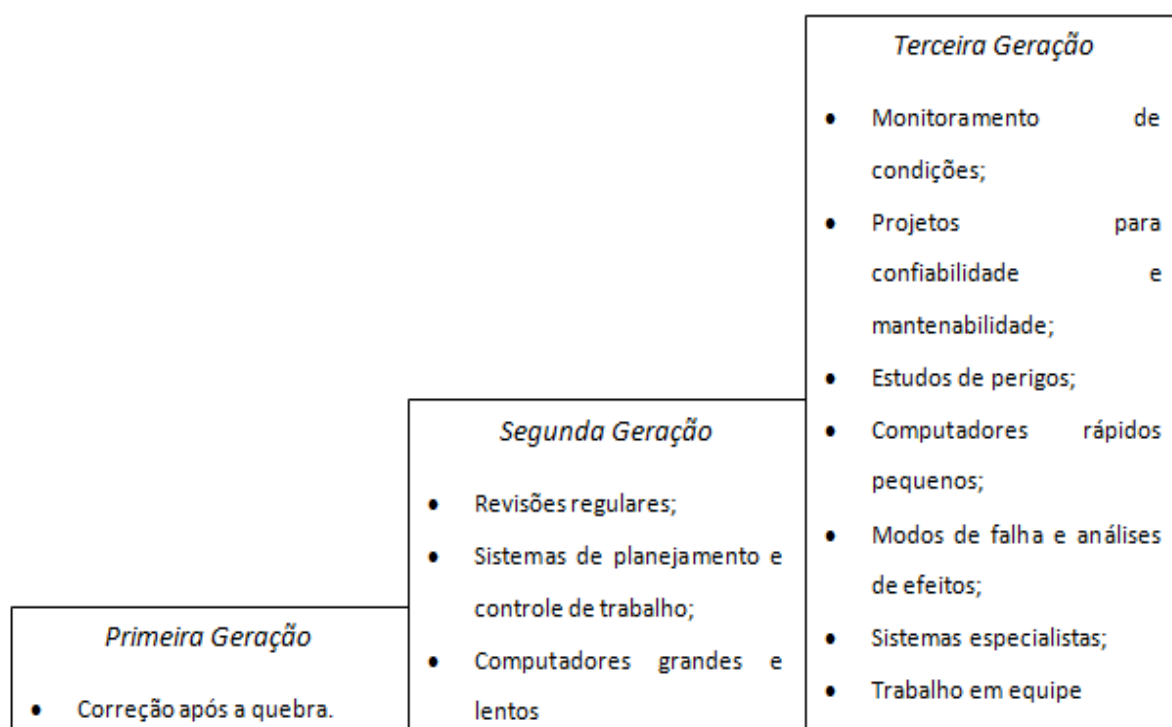 Primeira Geração
• Correção após a quebra.
Segunda Geração
• Revisões regulares;
• Sistemas de planejamento e
controle de trabalho;
• Computadores grandes e
lentos
Terceira Geração
• Monitoramento de
condições;
• Projetos para
confiabilidade e
mantenabilidade;
• Estudos de perigos;
• Computadores rápidos
pequenos;
• Modos de falha e análises
de efeitos;
• Sistemas especialistas;
• Trabalho em equipe